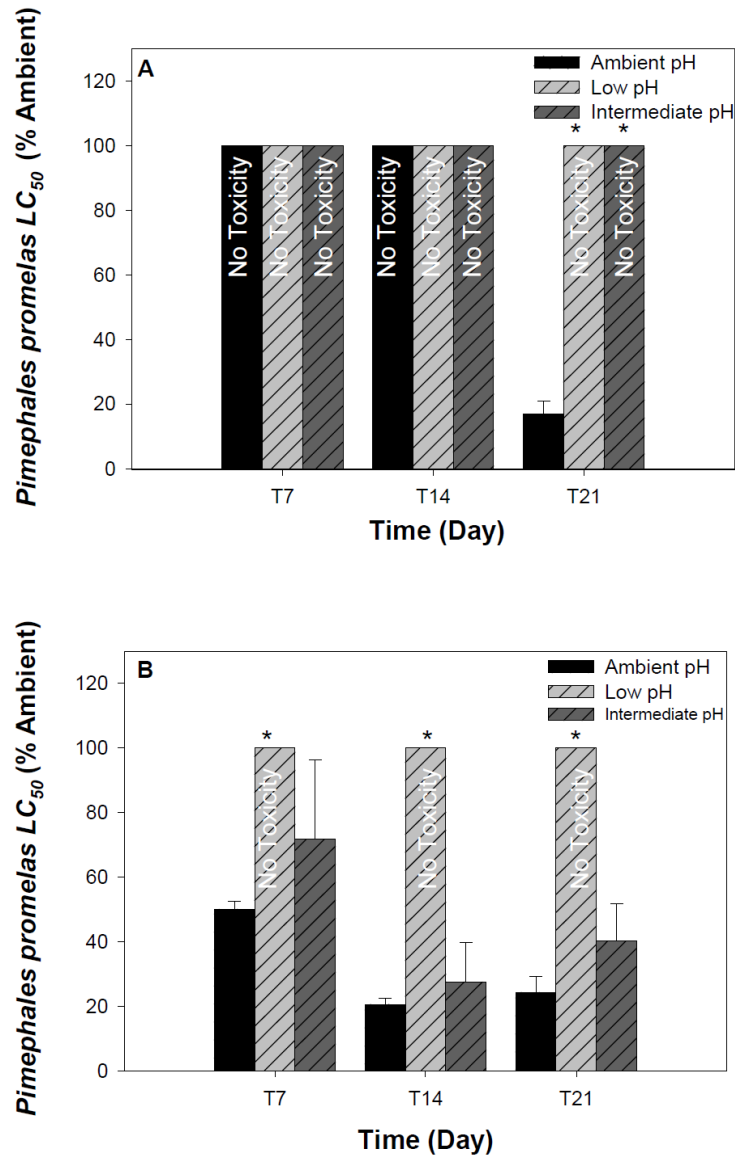 A
Ambient pH
Low pH
Intermediate pH
* *
120
100
80
60
40
20
0
No Toxicity
No Toxicity
No Toxicity
No Toxicity
No Toxicity
No Toxicity
No Toxicity
No Toxicity
T7 T14 T21
Time (Day)
Pimephales promelas LC50 (% Ambient)
B
Ambient pH
Low pH
Intermediate pH
* * *
120
100
80
60
40
20
0
No Toxicity
No Toxicity
No Toxicity
T7 T14 T21
Time (Day)
Pimephales promelas LC50 (% Ambient)